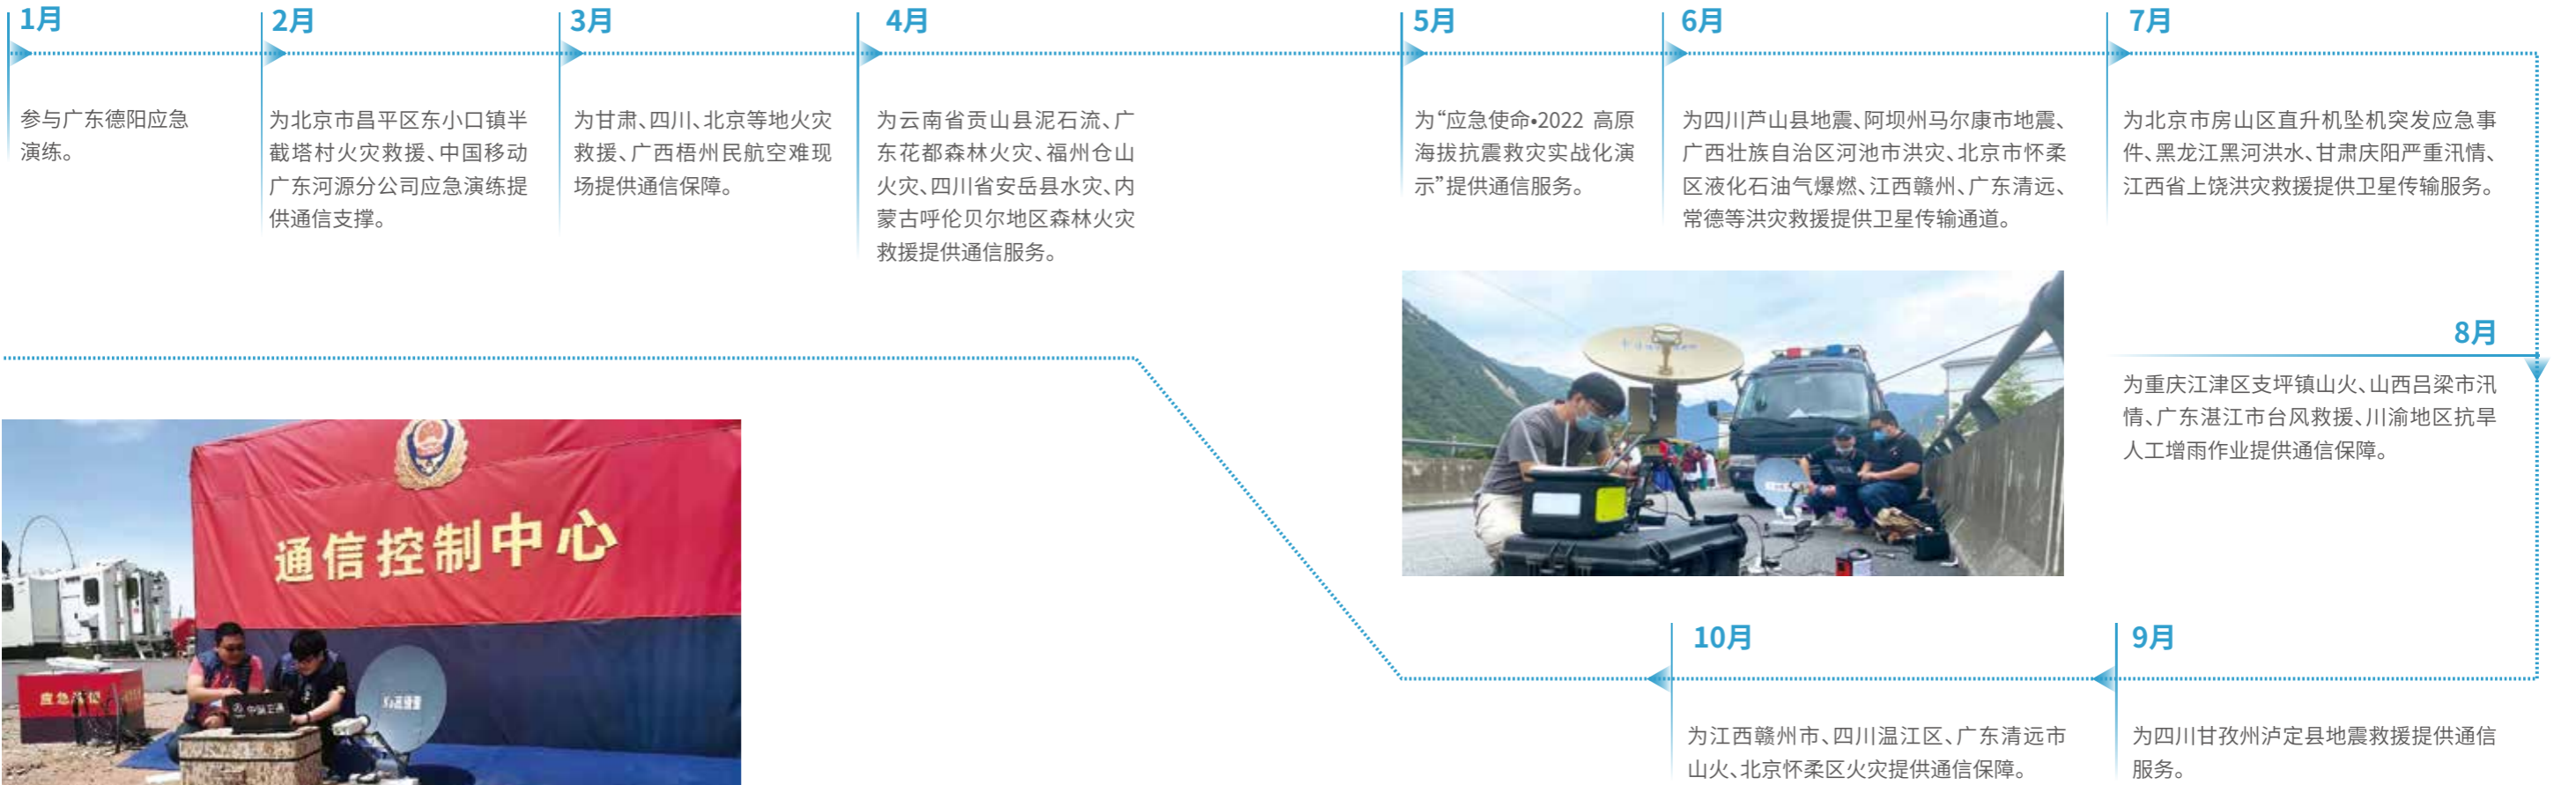 1月
参与广东德阳应急
演练。
2月
为北京市昌平区东小口镇半
截塔村火灾救援、中国移动
广东河源分公司应急演练提
供通信支撑。
3月
为甘肃、四川、北京等地火灾
救援、广西梧州民航空难现
场提供通信保障。
4月
为云南省贡山县泥石流、广
东花都森林火灾、福州仓山
火灾、四川省安岳县水灾、内
蒙古呼伦贝尔地区森林火灾
救援提供通信服务。
5月
为“应急使命•2022 高原
海拔抗震救灾实战化演
示”提供通信服务。
6月
为四川芦山县地震、阿坝州马尔康市地震、
广西壮族自治区河池市洪灾、北京市怀柔
区液化石油气爆燃、江西赣州、广东清远、
常德等洪灾救援提供卫星传输通道。
7月
为北京市房山区直升机坠机突发应急事
件、黑龙江黑河洪水、甘肃庆阳严重汛情、
江西省上饶洪灾救援提供卫星传输服务。
8月
为重庆江津区支坪镇山火、山西吕梁市汛
情、广东湛江市台风救援、川渝地区抗旱
人工增雨作业提供通信保障。
9月
为四川甘孜州泸定县地震救援提供通信
服务。
10月
为江西赣州市、四川温江区、广东清远市
山火、北京怀柔区火灾提供通信保障。
通信控制中心
应急通信